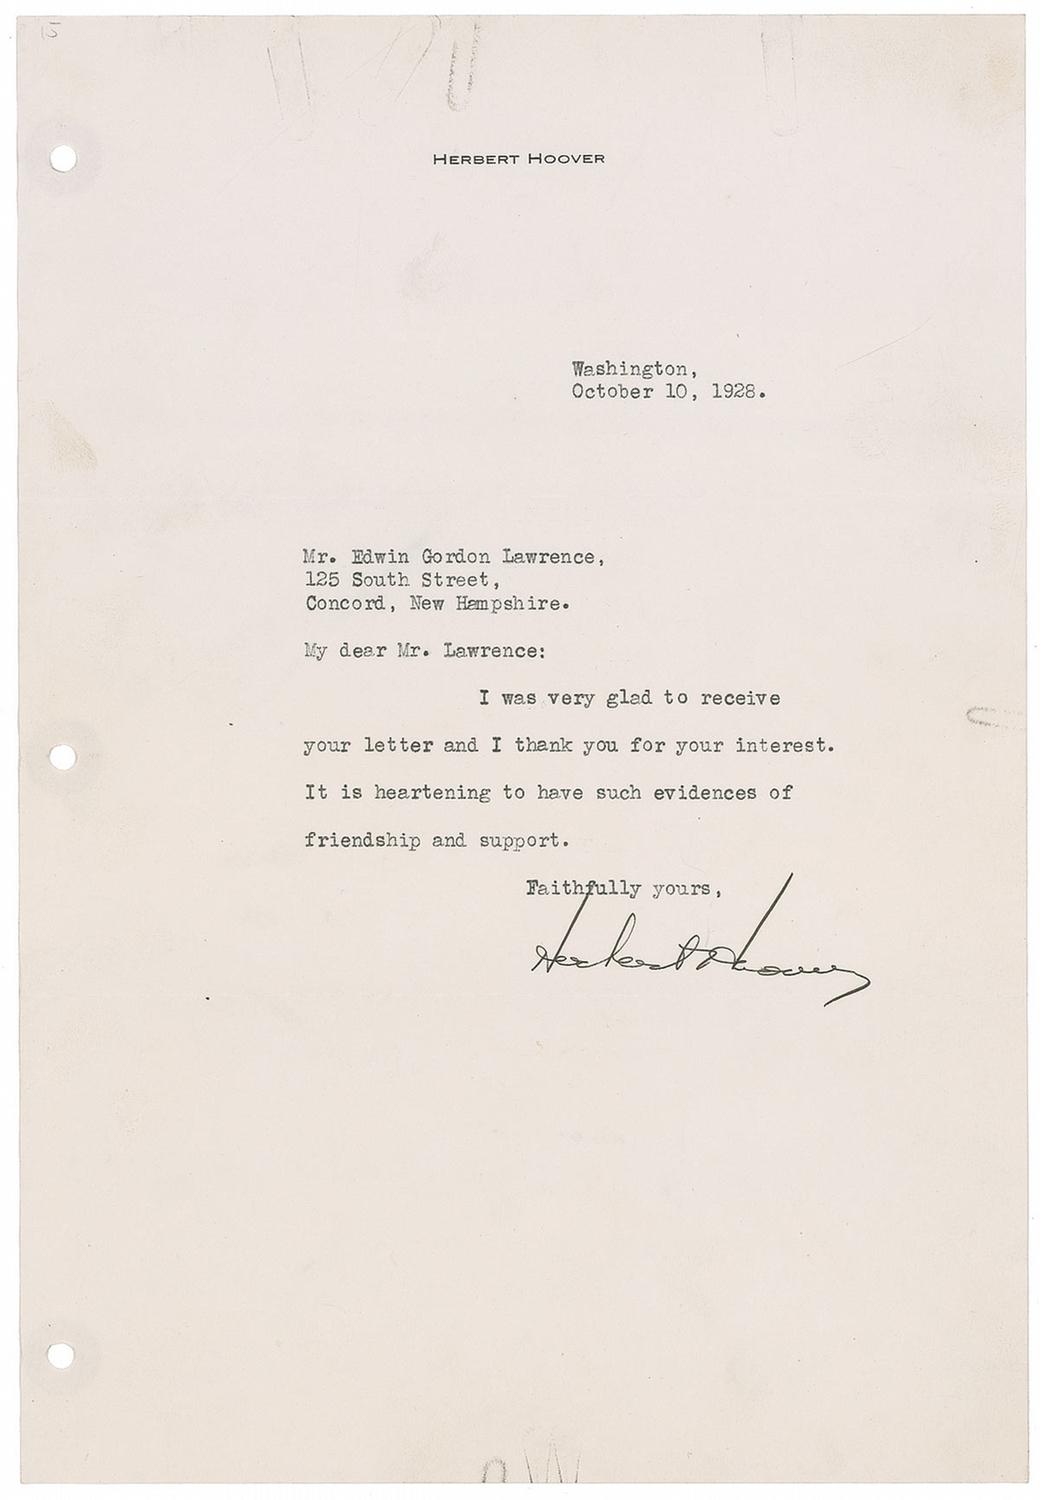 15
HERBERT HOOVER
Washington,
October 10, 1928.
Mr. Edwin Gordon Lawrence,
125 South Street,
Concord, New Hampshire.
My dear Mr. Lawrence:
I was very glad to receive
your letter and I thank you for your interest.
It is heartening to have such evidences of
friendship and support.
Faithfully yours,
Herbert Hoover